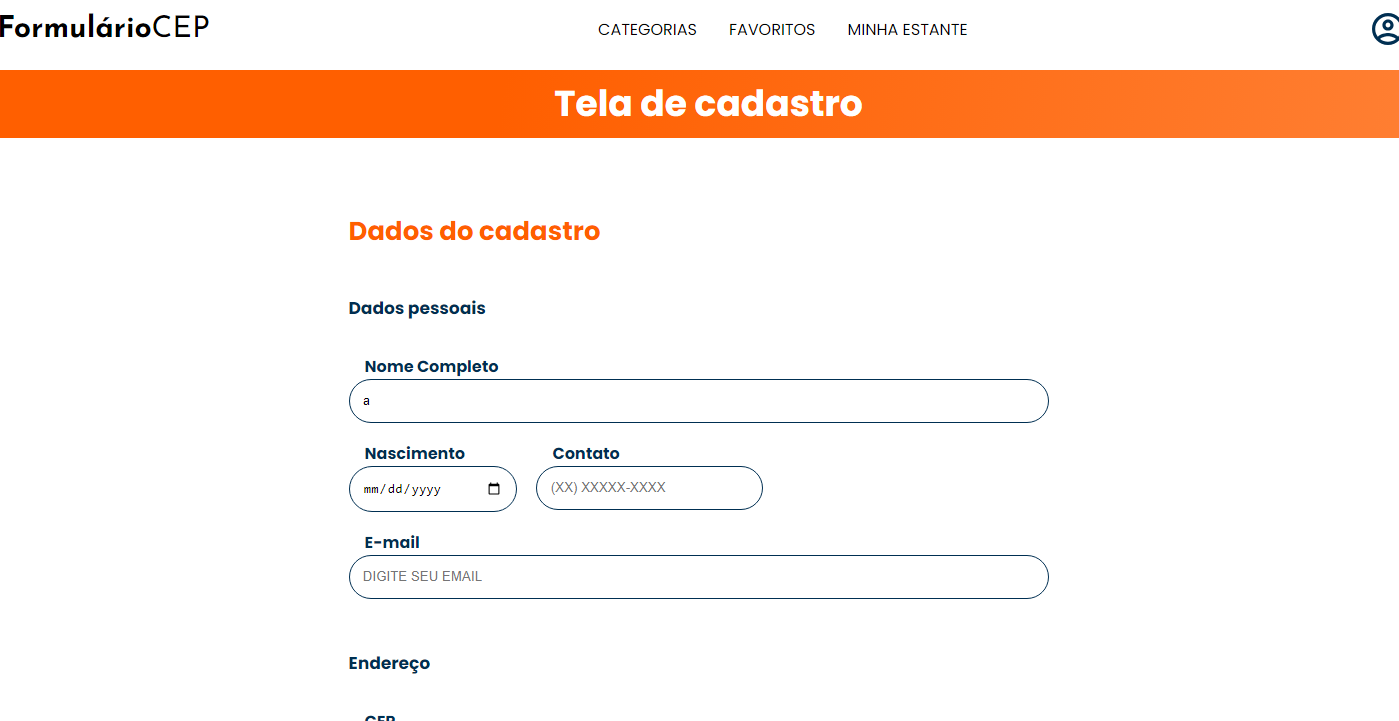 FormulárioCEP
CATEGORIAS FAVORITOS MINHA ESTANTE
Tela de cadastro
Dados do cadastro
Dados pessoais
Nome Completo
a
Nascimento Contato
mm/dd/yyyy (XX) XXXXX-XXXX
E-mail
DIGITE SEU EMAIL
Endereço
CEP